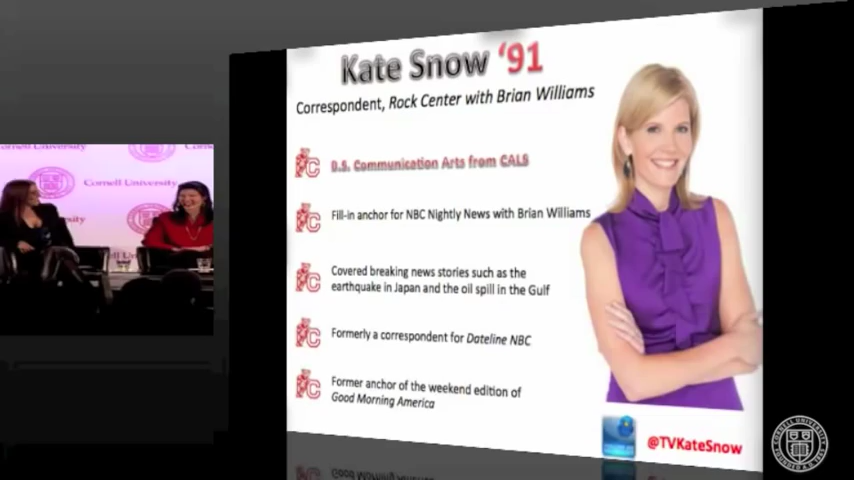 Kate Snow ‘91
Correspondent, Rock Center with Brian Williams
B.S. Communication Arts from CALS
Fill-in anchor for NBC Nightly News with Brian Williams
Covered breaking news stories such as the
earthquake in Japan and the oil spill in the Gulf
Formerly a correspondent for Dateline NBC
Former anchor of the weekend edition of
Good Morning America
@TVKateSnow
Cornell University
Cornell University